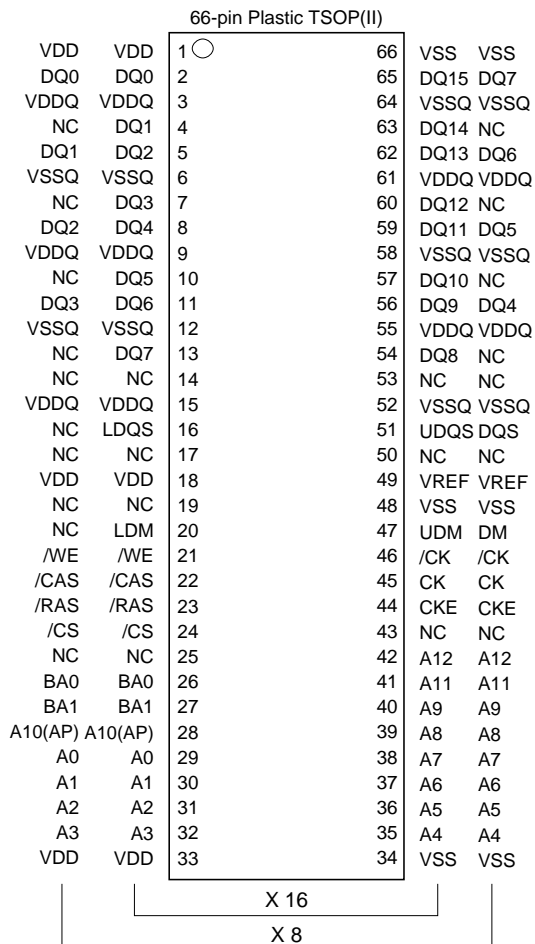 66-pin Plastic TSOP(II)
VDD VDD 1 66 VSS VSS
DQ0 DQ0 2 65 DQ15 DQ7
VDDQ VDDQ 3 64 VSSQ VSSQ
NC DQ1 4 63 DQ14 NC
DQ1 DQ2 5 62 DQ13 DQ6
VSSQ VSSQ 6 61 VDDQ VDDQ
NC DQ3 7 60 DQ12 NC
DQ2 DQ4 8 59 DQ11 DQ5
VDDQ VDDQ 9 58 VSSQ VSSQ
NC DQ5 10 57 DQ10 NC
DQ3 DQ6 11 56 DQ9 DQ4
VSSQ VSSQ 12 55 VDDQ VDDQ
NC DQ7 13 54 DQ8 NC
NC NC 14 53 NC NC
VDDQ VDDQ 15 52 VSSQ VSSQ
NC LDQS 16 51 UDQS DQS
NC NC 17 50 NC NC
VDD VDD 18 49 VREF VREF
NC NC 19 48 VSS VSS
NC LDM 20 47 UDM DM
/WE /WE 21 46 /CK /CK
/CAS /CAS 22 45 CK CK
/RAS /RAS 23 44 CKE CKE
/CS /CS 24 43 NC NC
NC NC 25 42 A12 A12
BA0 BA0 26 41 A11 A11
BA1 BA1 27 40 A9 A9
A10(AP) A10(AP) 28 39 A8 A8
A0 A0 29 38 A7 A7
A1 A1 30 37 A6 A6
A2 A2 31 36 A5 A5
A3 A3 32 35 A4 A4
VDD VDD 33 34 VSS VSS
X 16
X 8